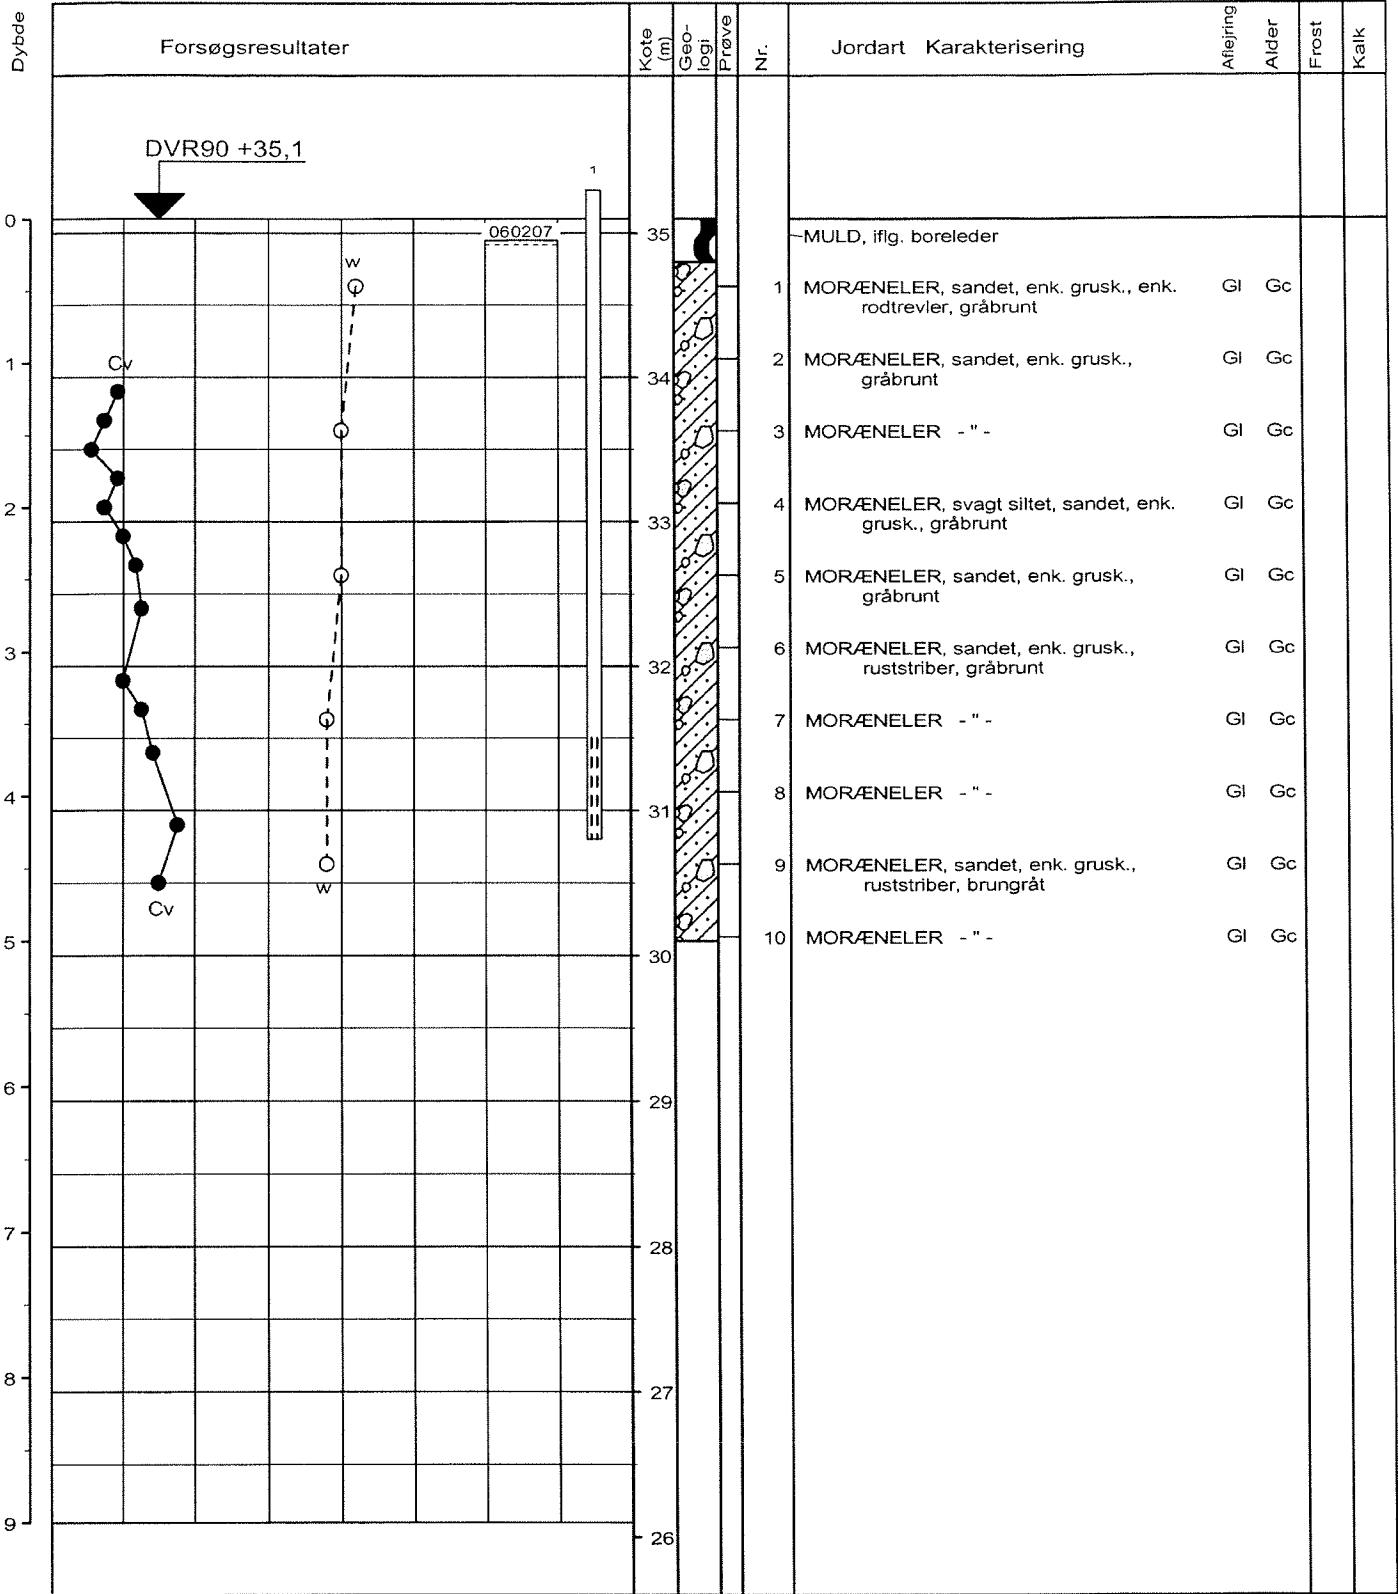 Dybde
Forsøgsresultater
Kote (m)
Geo-
logi
Prøve
Nr.
Jordart Karakterisering
Aflejring
Alder
Frost
Kalk
DVR90 +35,1
1
0
060207
35
MULD, iflg. boreleder
w
1 MORÆNELER, sandet, enk. grusk., enk. Gl Gc
rodtrevler, gråbrunt
1
Cv
34
2 MORÆNELER, sandet, enk. grusk., Gl Gc
gråbrunt
3 MORÆNELER - " - Gl Gc
2
33
4 MORÆNELER, svagt siltet, sandet, enk. Gl Gc
grusk., gråbrunt
5 MORÆNELER, sandet, enk. grusk., Gl Gc
gråbrunt
3
32
6 MORÆNELER, sandet, enk. grusk., Gl Gc
ruststriber, gråbrunt
7 MORÆNELER - " - Gl Gc
4
31
8 MORÆNELER - " - Gl Gc
9 MORÆNELER, sandet, enk. grusk., Gl Gc
ruststriber, brungråt
w
Cv
5
30
10 MORÆNELER - " - Gl Gc
6
29
7
28
8
27
9
26